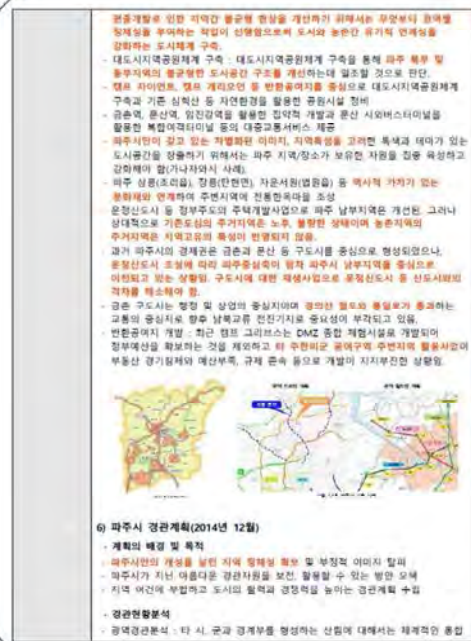 편중개발로 인한 지역간 불균형 현상을 개선하기 위해서는 무엇보다 권역별
정체성을 부여하는 작업이 선행함으로써 도시와 농촌간 유기적 연계성을
강화하는 도시체계 구축.
- 대도시지역공원체계 구축 : 대도시지역공원체계 구축을 통해 파주 북부 및
동부지역의 불균형한 도시공간 구조를 개선하는데 일조할 것으로 판단.
- 캠프 자이언트, 캠프 게리오언 등 반환공여지를 중심으로 대도시지역공원체계
구축과 기존 심학산 등 자연환경을 활용한 공원시설 정비
- 금촌역, 문산역, 임진강역을 활용한 집약적 개발과 문산 시외버스터미널을
활용한 복합여객터미널 등의 대중교통서비스 제공
- 파주시만이 갖고 있는 차별화된 이미지, 지역특성을 고려한 특색과 테마가 있는
도시공간을 창출하기 위해서는 파주 지역/장소가 보유한 자원을 집중 육성하고
강화해야 함(가나자와시 사례).
- 파주 삼릉(조리읍), 장릉(탄현면), 자운서원(법원읍) 등 역사적 가치가 있는
문화재와 연계하여 주변지역에 전통한옥마을 조성
- 운정신도시 등 정부주도의 주택개발사업으로 파주 남부지역은 개선됨. 그러나
상대적으로 기존도심의 주거지역은 노후, 불량한 상태이며 농촌지역의
주거지역은 지역고유의 특성이 반영되지 않음.
- 과거 파주시의 경제권은 금촌과 문산 등 구도시를 중심으로 형성되었으나,
운정신도시 조성에 따라 파주중심축이 점차 파주시 남부지역을 중심으로
이전되고 있는 상황임. 구도시에 대한 재생사업으로 운정신도시 등 신도시와의
격차를 해소해야 함.
- 금촌 구도시는 행정 및 상업의 중심지이며 경의선 철도와 통일로가 통과하는
교통의 중심지로 향후 남북교류 전진기지로 중요성이 부각되고 있음.
- 반환공여지 개발 : 최근 캠프 그리브스는 DMZ 종합 체험시설로 개발되어
정부예산을 확보하는 것을 제외하고 타 주한미군 공여구역 주변지역 활용사업이
부동산 경기침체와 예산부족, 규제 존속 등으로 개발이 지지부진한 상황임.
6) 파주시 경관계획(2014년 12월)
- 계획의 배경 및 목적
- 파주시만의 개성을 살린 지역 정체성 확보 및 부정적 이미지 탈피
- 파주시가 지닌 아름다운 경관자원을 보전, 활용할 수 있는 방안 모색
- 지역 여건에 부합하고 도시의 활력과 경쟁력을 높이는 경관계획 수립
- 경관현황분석
- 광역경관분석 : 타 시, 군과 경계부를 형성하는 산림에 대해서는 체계적인 통합